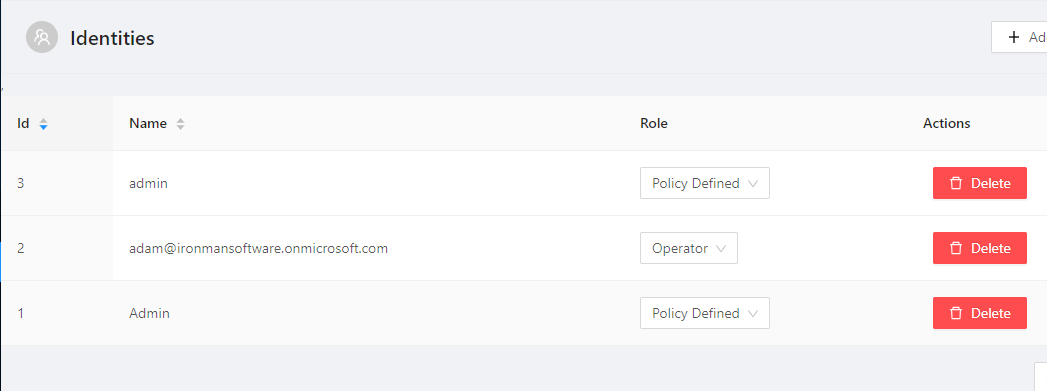 Identities
Ad
Id Name Role Actions
3 admin Policy Defined Delete
2 adam@ironmansoftware.onmicrosoft.com Operator Delete
1 Admin Policy Defined Delete